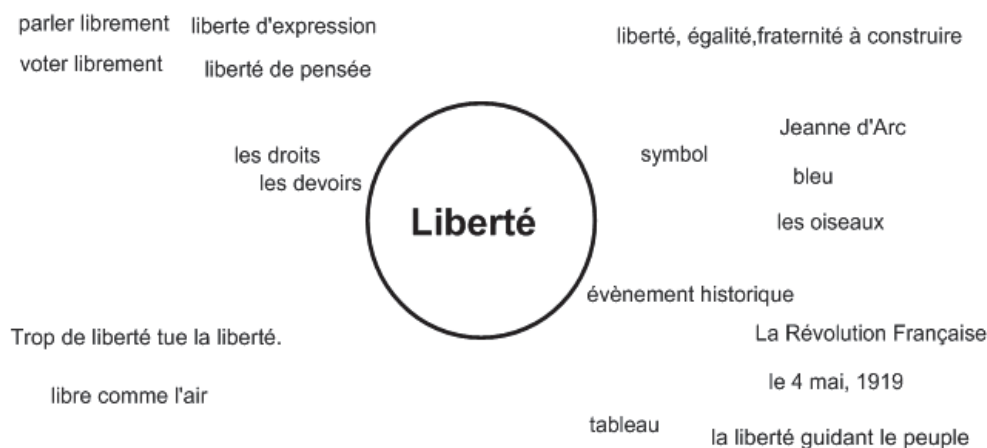 parler librement
liberte d'expression
liberté, égalité,fraternité à construire
voter librement
liberté de pensée
Jeanne d'Arc
les droits
symbol
les devoirs
bleu
Liberté
les oiseaux
évènement historique
Trop de liberté tue la liberté.
La Révolution Française
libre comme l'air
le 4 mai, 1919
tableau
la liberté guidant le peuple